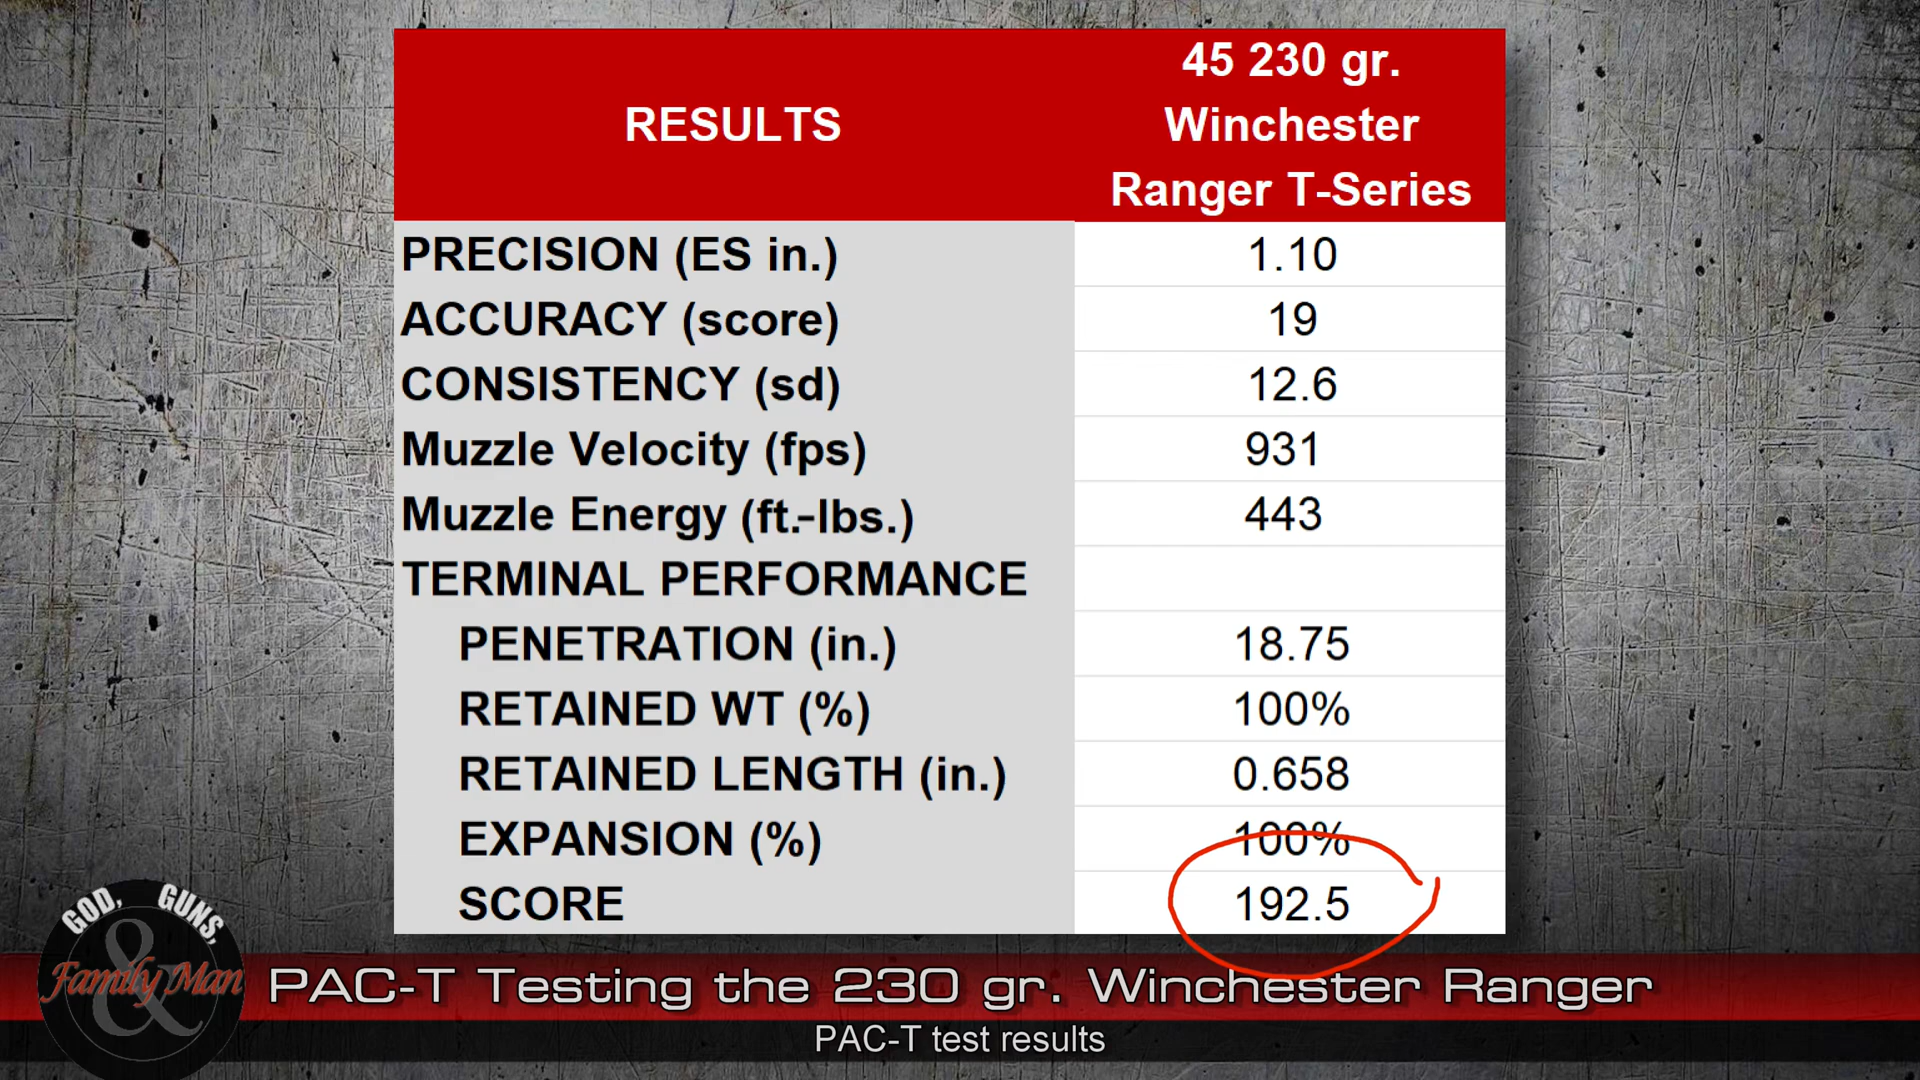 RESULTS
45 230 gr.
Winchester
Ranger T-Series
PRECISION (ES in.) 1.10
ACCURACY (score) 19
CONSISTENCY (sd) 12.6
Muzzle Velocity (fps) 931
Muzzle Energy (ft.-lbs.) 443
TERMINAL PERFORMANCE
PENETRATION (in.) 18.75
RETAINED WT (%) 100%
RETAINED LENGTH (in.) 0.658
EXPANSION (%) 100%
SCORE 192.5
GOD, GUNS,
&
Family Man
PAC-T Testing the 230 gr. Winchester Ranger
PAC-T test results